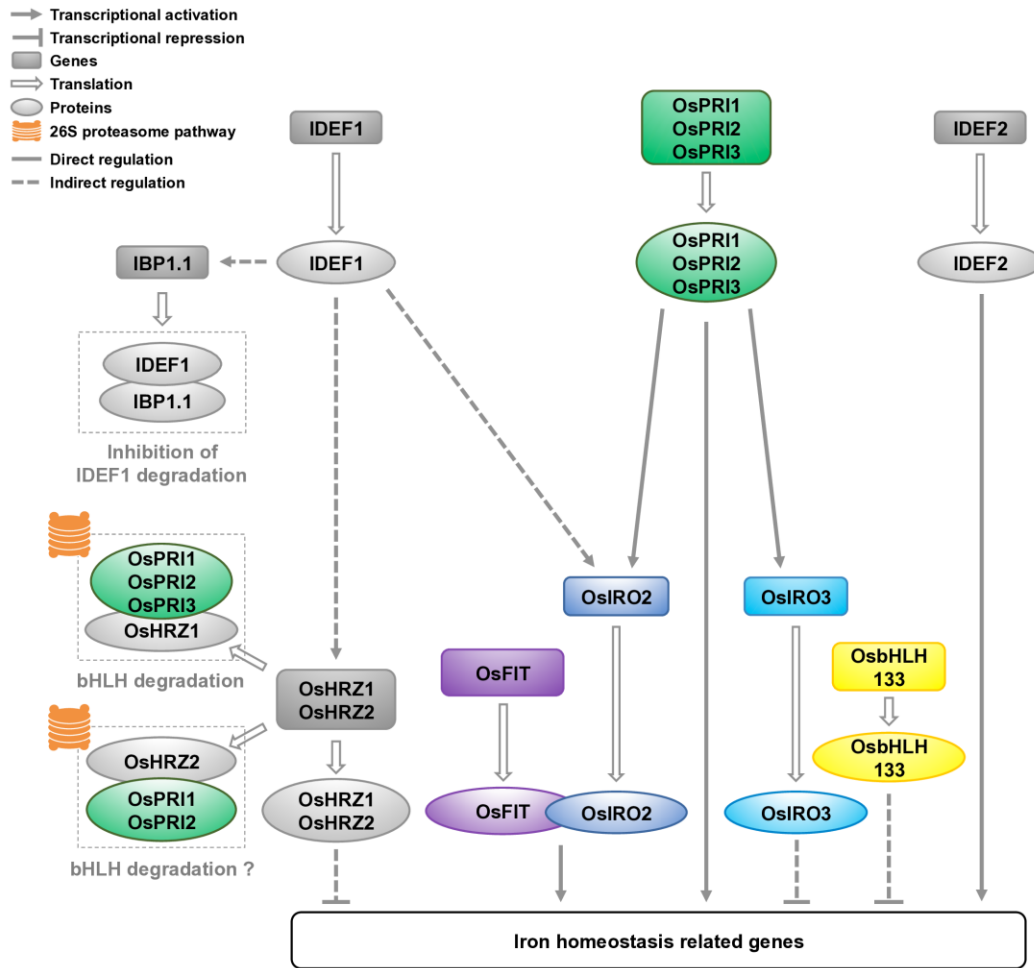 Transcriptional activation
Transcriptional repression
Genes
Translation
Proteins
26S proteasome pathway
Direct regulation
Indirect regulation
IDEF1
OsPRI1
OsPRI2
OsPRI3
IDEF2
IBP1.1
IDEF1
OsPRI1
OsPRI2
OsPRI3
IDEF2
IDEF1
IBP1.1
Inhibition of
IDEF1 degradation
OsPRI1
OsPRI2
OsPRI3
OsHRZ1
bHLH degradation
OsIRO2
OsIRO3
OsHRZ1
OsHRZ2
OsFIT
OsbHLH
133
OsHRZ2
OsPRI1
OsPRI2
bHLH degradation ?
OsHRZ1
OsHRZ2
OsFIT
OsIRO2
OsIRO3
OsbHLH
133
Iron homeostasis related genes